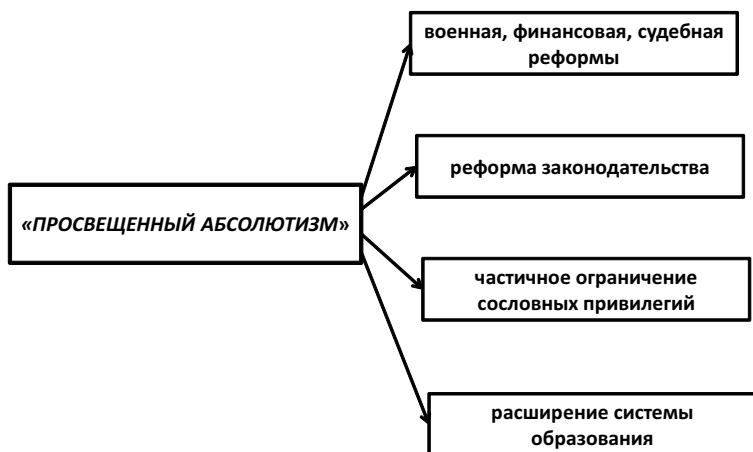 военная, финансовая, судебная
реформы
реформа законодательства
«ПРОСВЕЩЕННЫЙ АБСОЛЮТИЗМ»
частичное ограничение
сословных привилегий
расширение системы
образования